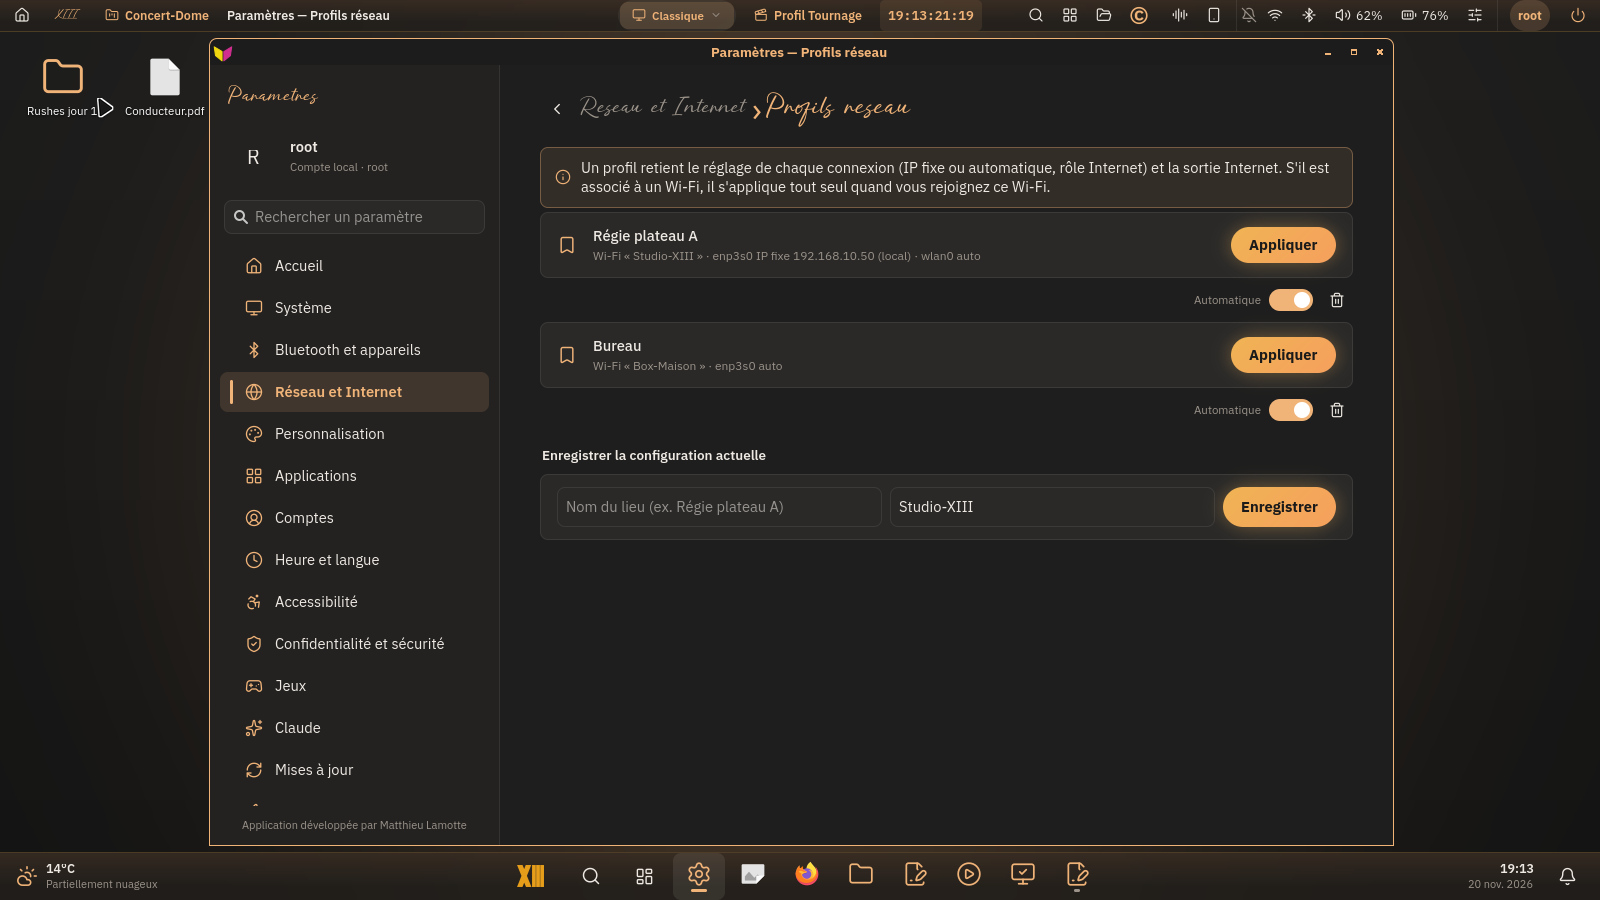 XIII
Concert-Dome
Paramètres — Profils réseau
Classique
Profil Tournage
19:13:21:19
62%
76%
root
Rushes jour 1
Conducteur.pdf
Paramètres — Profils réseau
Parametres
R
root
Compte local · root
Rechercher un paramètre
Accueil
Système
Bluetooth et appareils
Réseau et Internet
Personnalisation
Applications
Comptes
Heure et langue
Accessibilité
Confidentialité et sécurité
Jeux
Claude
Mises à jour
Application développée par Matthieu Lamotte
Reseau et Internet › Profils reseau
Un profil retient le réglage de chaque connexion (IP fixe ou automatique, rôle Internet) et la sortie Internet. S'il est
associé à un Wi-Fi, il s'applique tout seul quand vous rejoignez ce Wi-Fi.
Régie plateau A
Wi-Fi « Studio-XIII » · enp3s0 IP fixe 192.168.10.50 (local) · wlan0 auto
Appliquer
Automatique
Bureau
Wi-Fi « Box-Maison » · enp3s0 auto
Appliquer
Automatique
Enregistrer la configuration actuelle
Nom du lieu (ex. Régie plateau A)
Studio-XIII
Enregistrer
14°C
Partiellement nuageux
XIII
19:13
20 nov. 2026